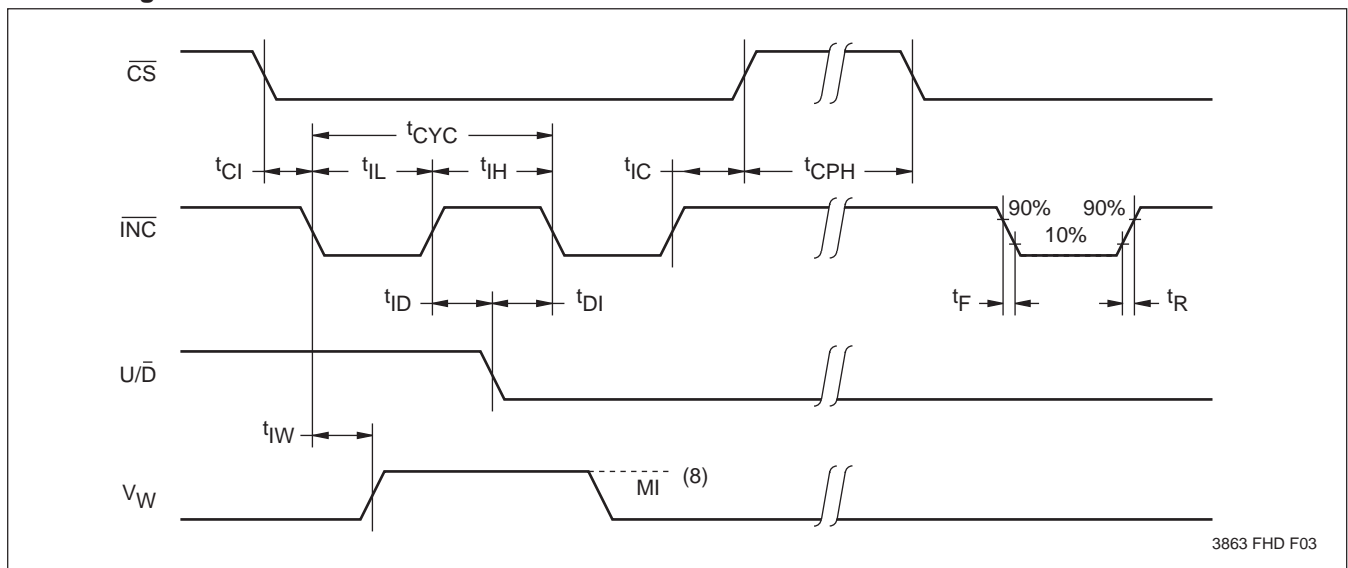 CS
tCYC
tCI
tIL
tIH
tIC
tCPH
INC
90%
90%
10%
tID
tDI
tF
tR
U/D̄
tIW
VW
MI
(8)
3863 FHD F03